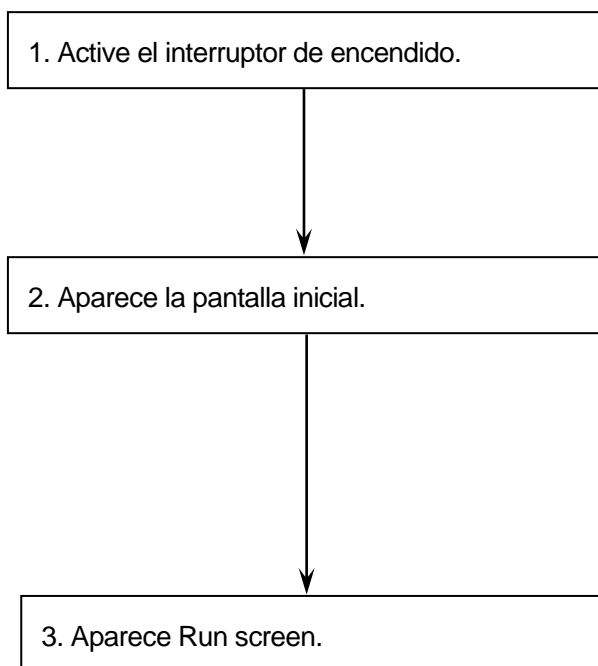 1. Active el interruptor de encendido.
2. Aparece la pantalla inicial.
3. Aparece Run screen.